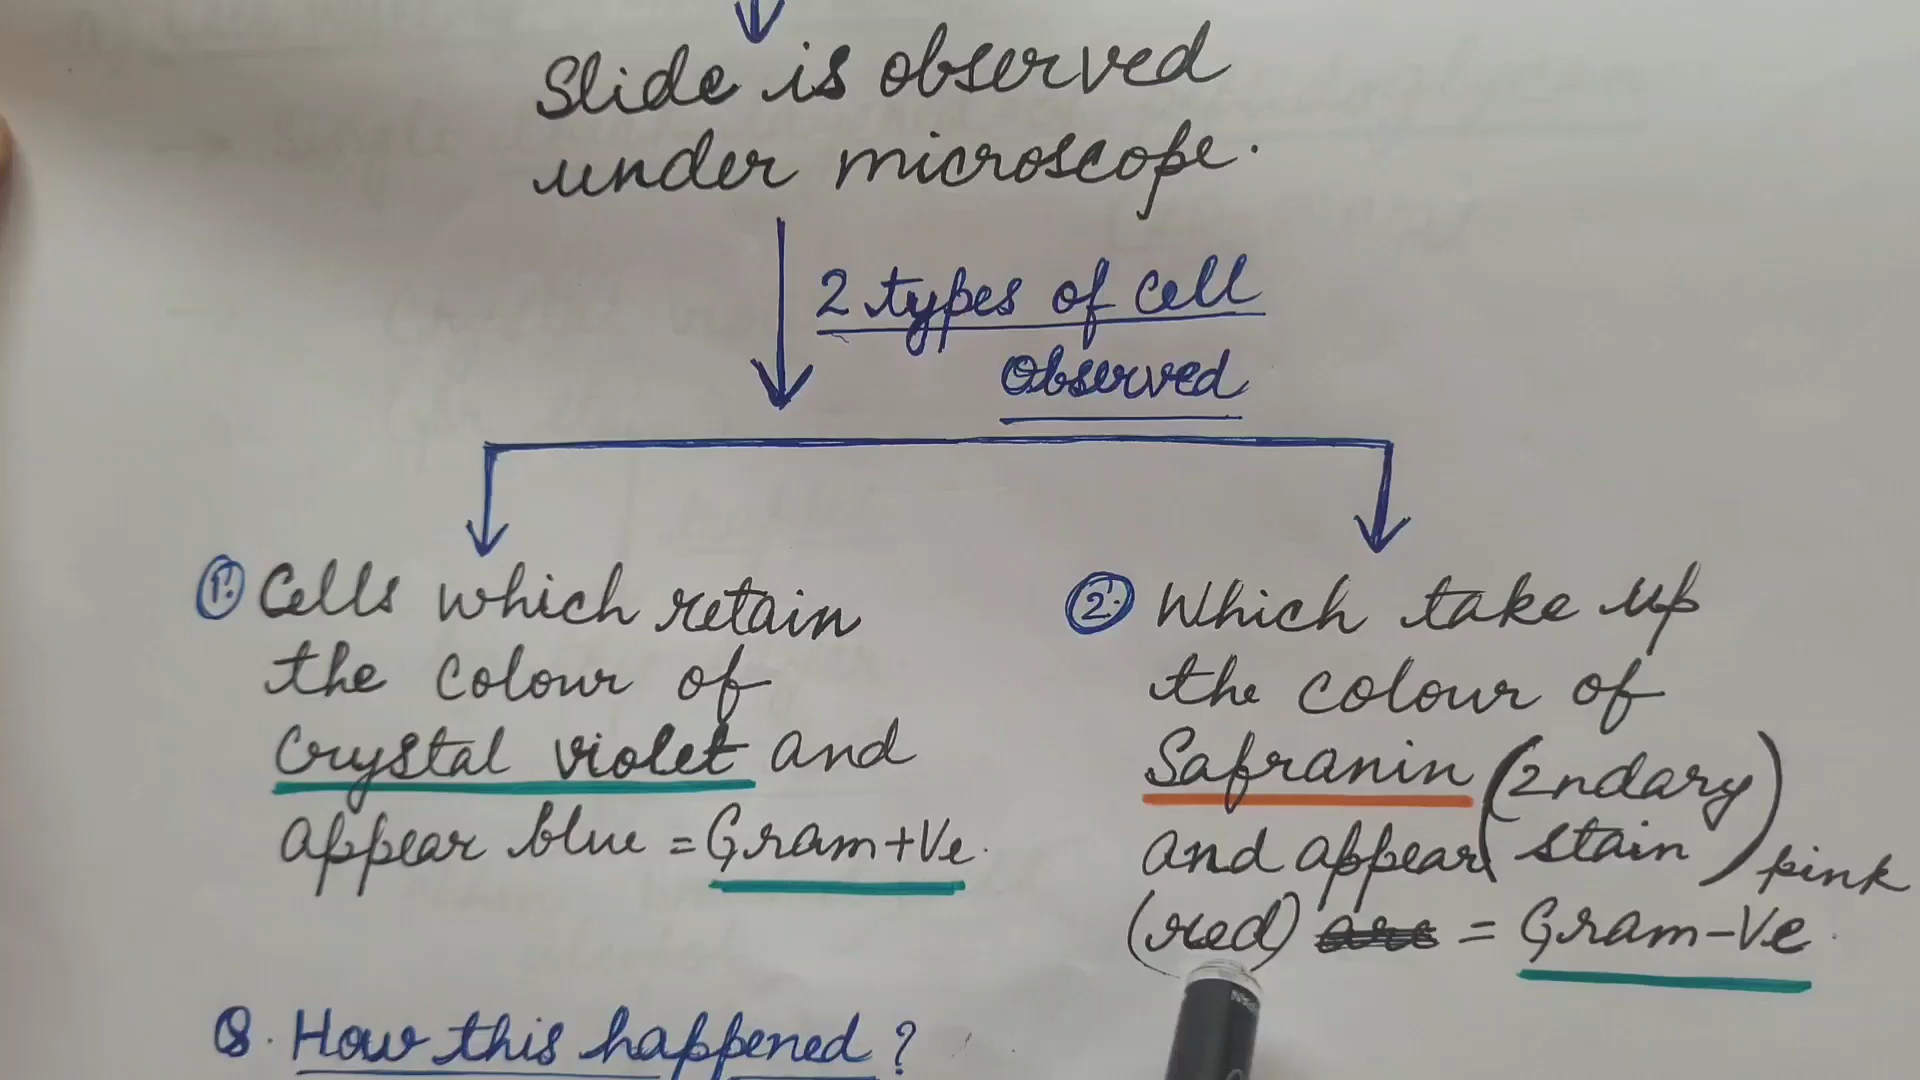 Slide is observed
under microscope.
2 types of cell
Observed
1. Cells which retain
the colour of
Crystal violet and
appear blue = Gram+Ve.
2. Which take up
the colour of
Safranin (2ndary
and appear stain) pink
(red) = Gram-Ve.
Q. How this happened?